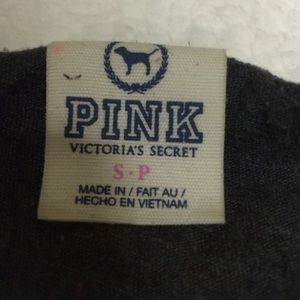 PINK
VICTORIA'S SECRET
S·P
MADE IN / FAIT AU /
HECHO EN VIETNAM